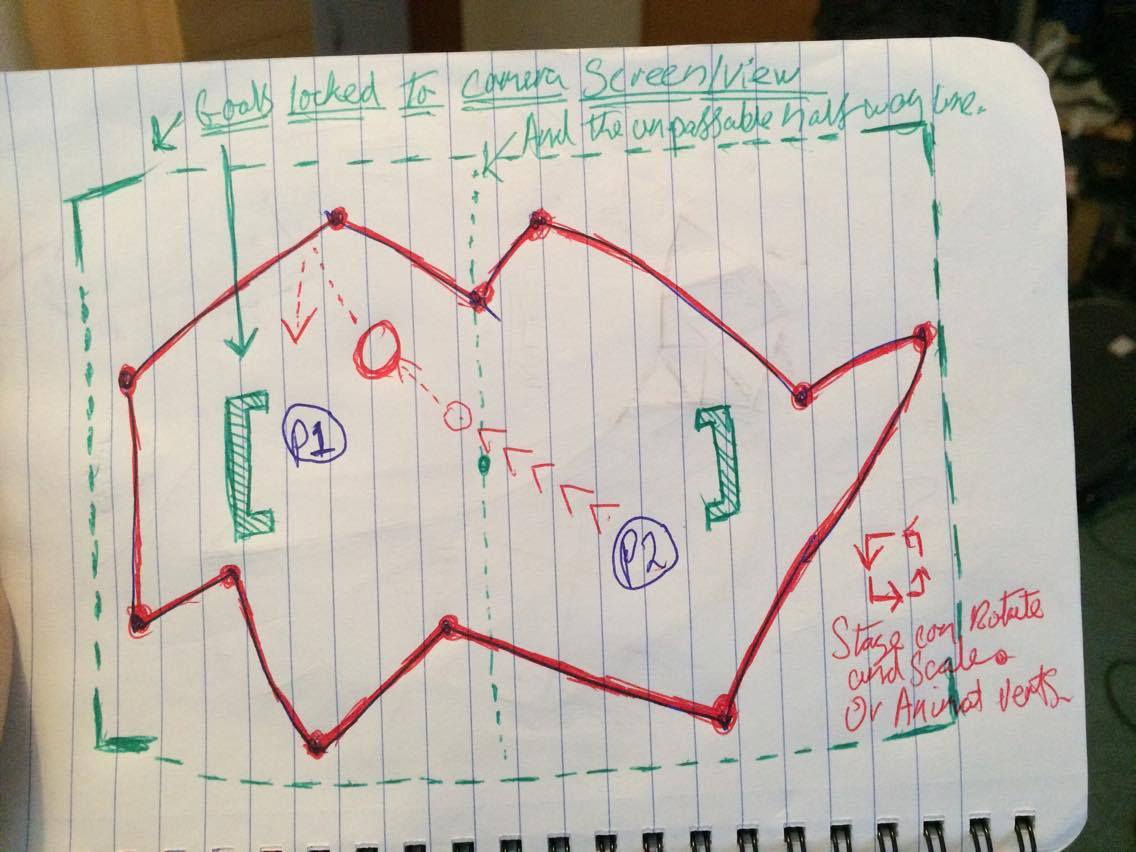 Goals Locked To Camera Screen/View
And the unpassable half way line.
P1
P2
Stage can Rotate
and Scale.
Or Animat Verts